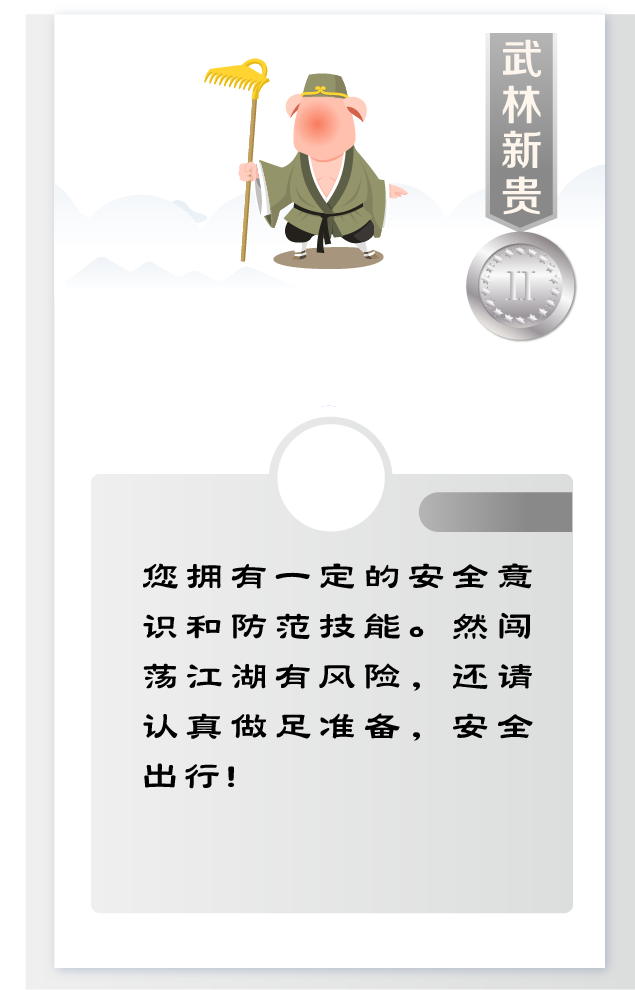 武林新贵
II
您拥有一定的安全意
识和防范技能。然闯
荡江湖有风险，还请
认真做足准备，安全
出行！